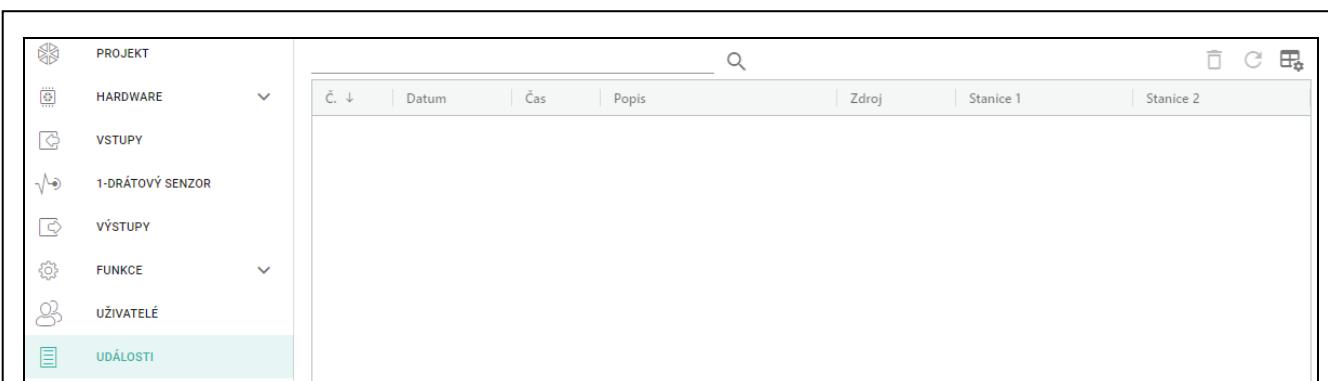 PROJEKT
HARDWARE
VSTUPY
1-DRÁTOVÝ SENZOR
VÝSTUPY
FUNKCE
UŽIVATELÉ
UDÁLOSTI
Č. ↓ Datum Čas Popis Zdroj Stanice 1 Stanice 2